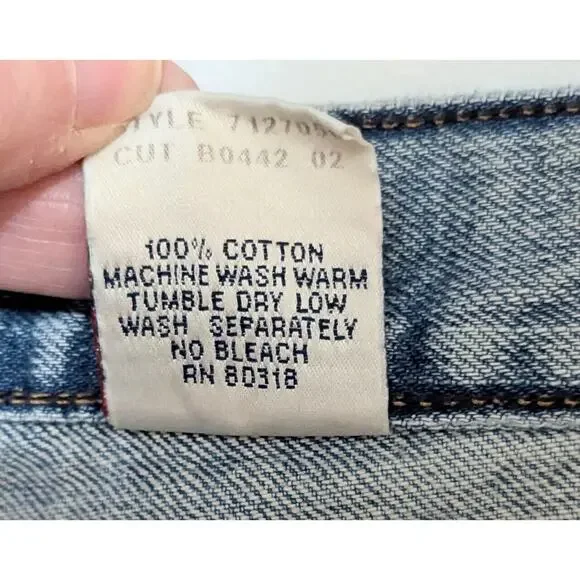 CUT B0442 02
100% COTTON
MACHINE WASH WARM
TUMBLE DRY LOW
WASH SEPARATELY
NO BLEACH
RN 80318